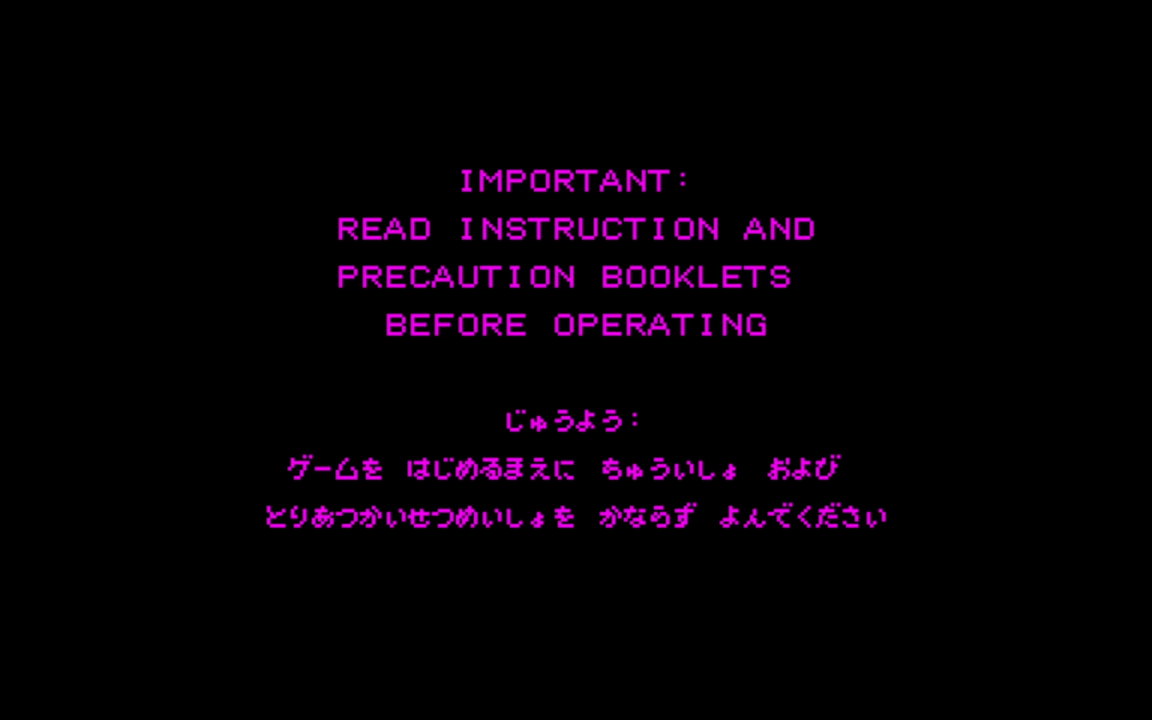 IMPORTANT:
READ INSTRUCTION AND
PRECAUTION BOOKLETS
BEFORE OPERATING
じゅうよう:
ゲームを はじめるまえに ちゅういしょ および
とりあつかいせつめいしょを かならず よんでください